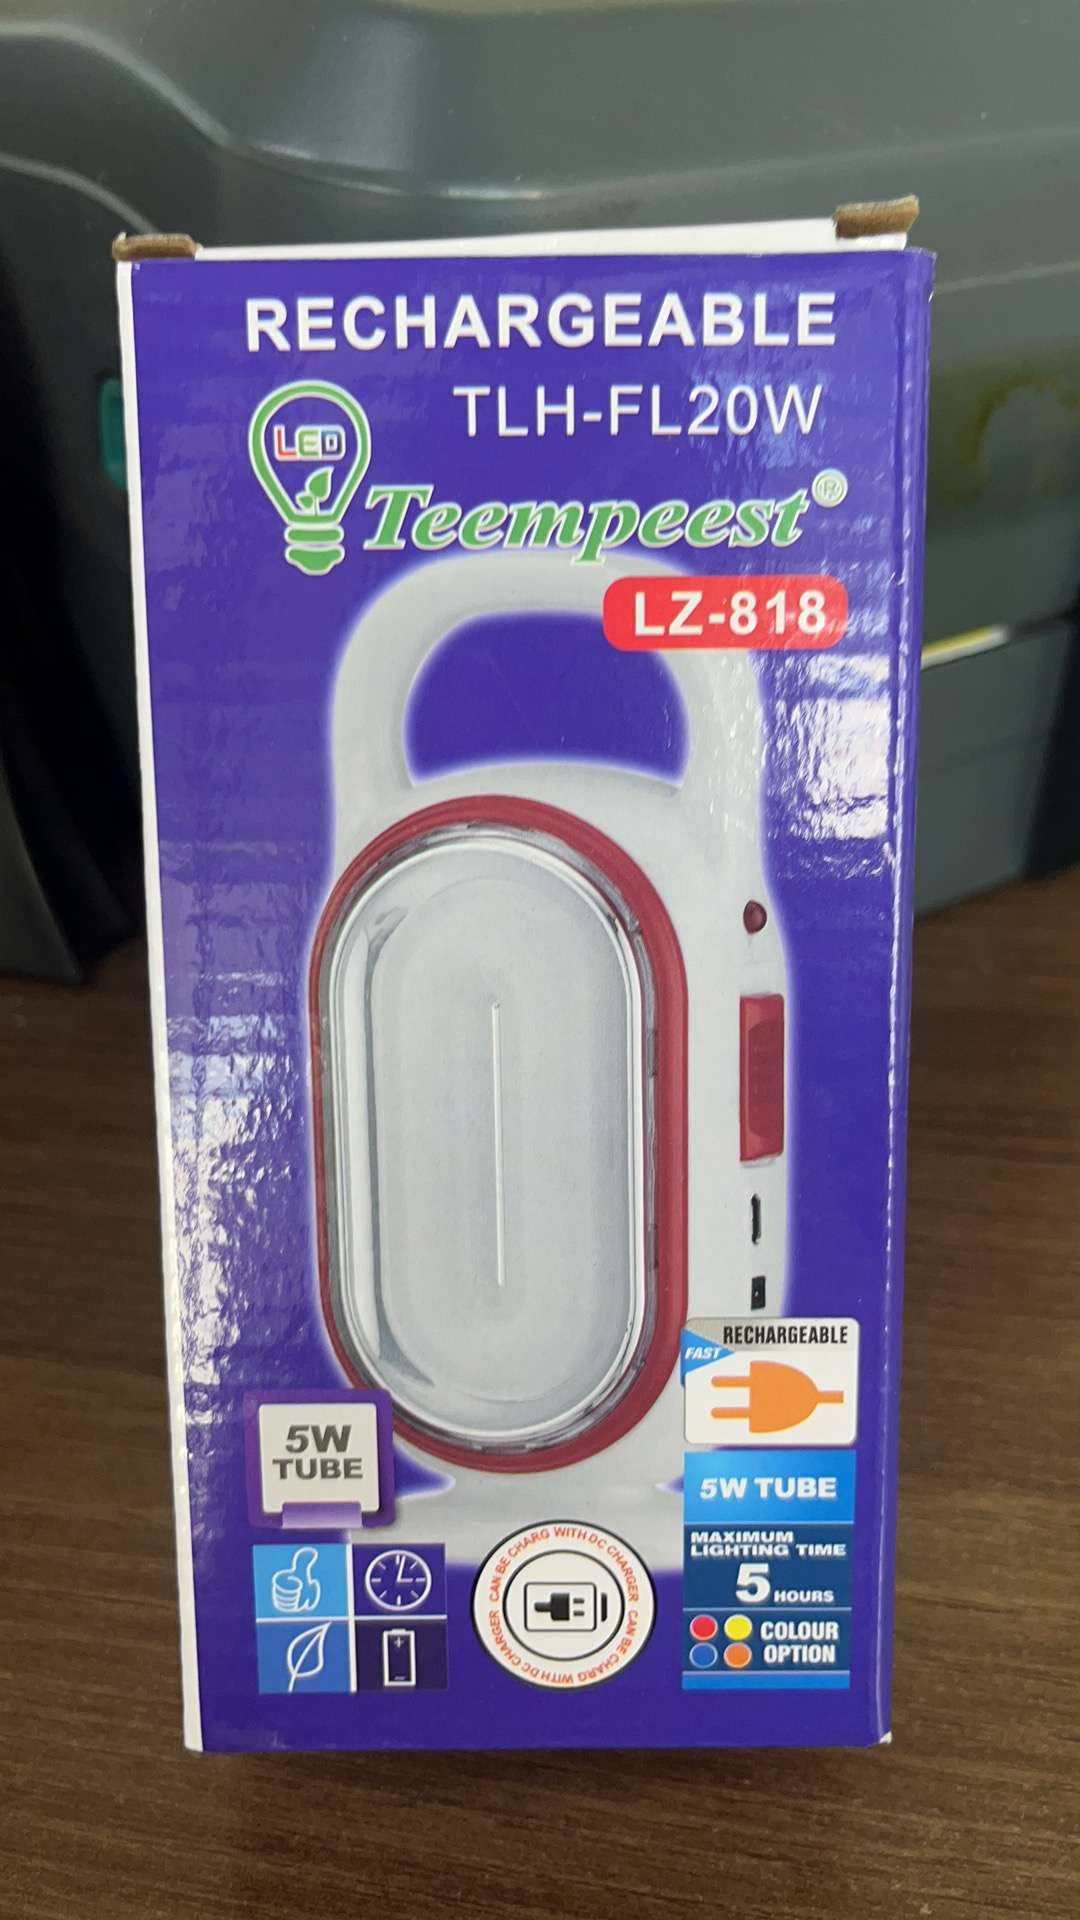 RECHARGEABLE
TLH-FL20W
LED
Teempeest®
LZ-818
RECHARGEABLE
FAST
5W
TUBE
5W TUBE
MAXIMUM
LIGHTING TIME
5 HOURS
COLOUR
OPTION
CAN BE CHARG WITH DC CHARGER CAN BE CHARG WITH DC CHARGER